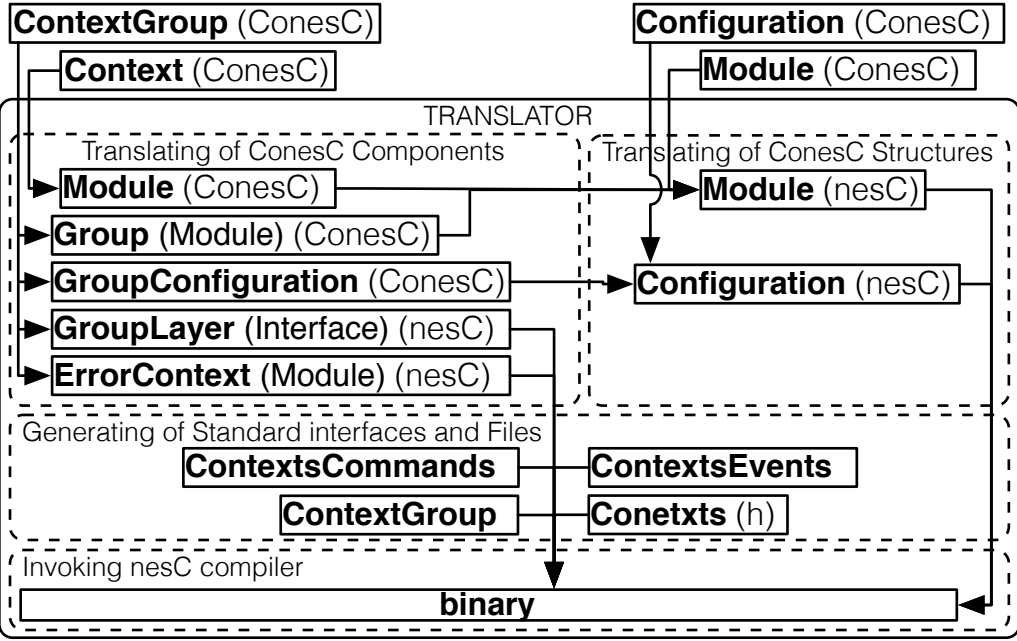 ContextGroup (ConesC)
Configuration (ConesC)
Context (ConesC)
Module (ConesC)
TRANSLATOR
Translating of ConesC Components
Translating of ConesC Structures
Module (ConesC)
Module (nesC)
Group (Module) (ConesC)
GroupConfiguration (ConesC)
Configuration (nesC)
GroupLayer (Interface) (nesC)
ErrorContext (Module) (nesC)
Generating of Standard interfaces and Files
ContextsCommands
ContextsEvents
ContextGroup
Conetxts (h)
Invoking nesC compiler
binary